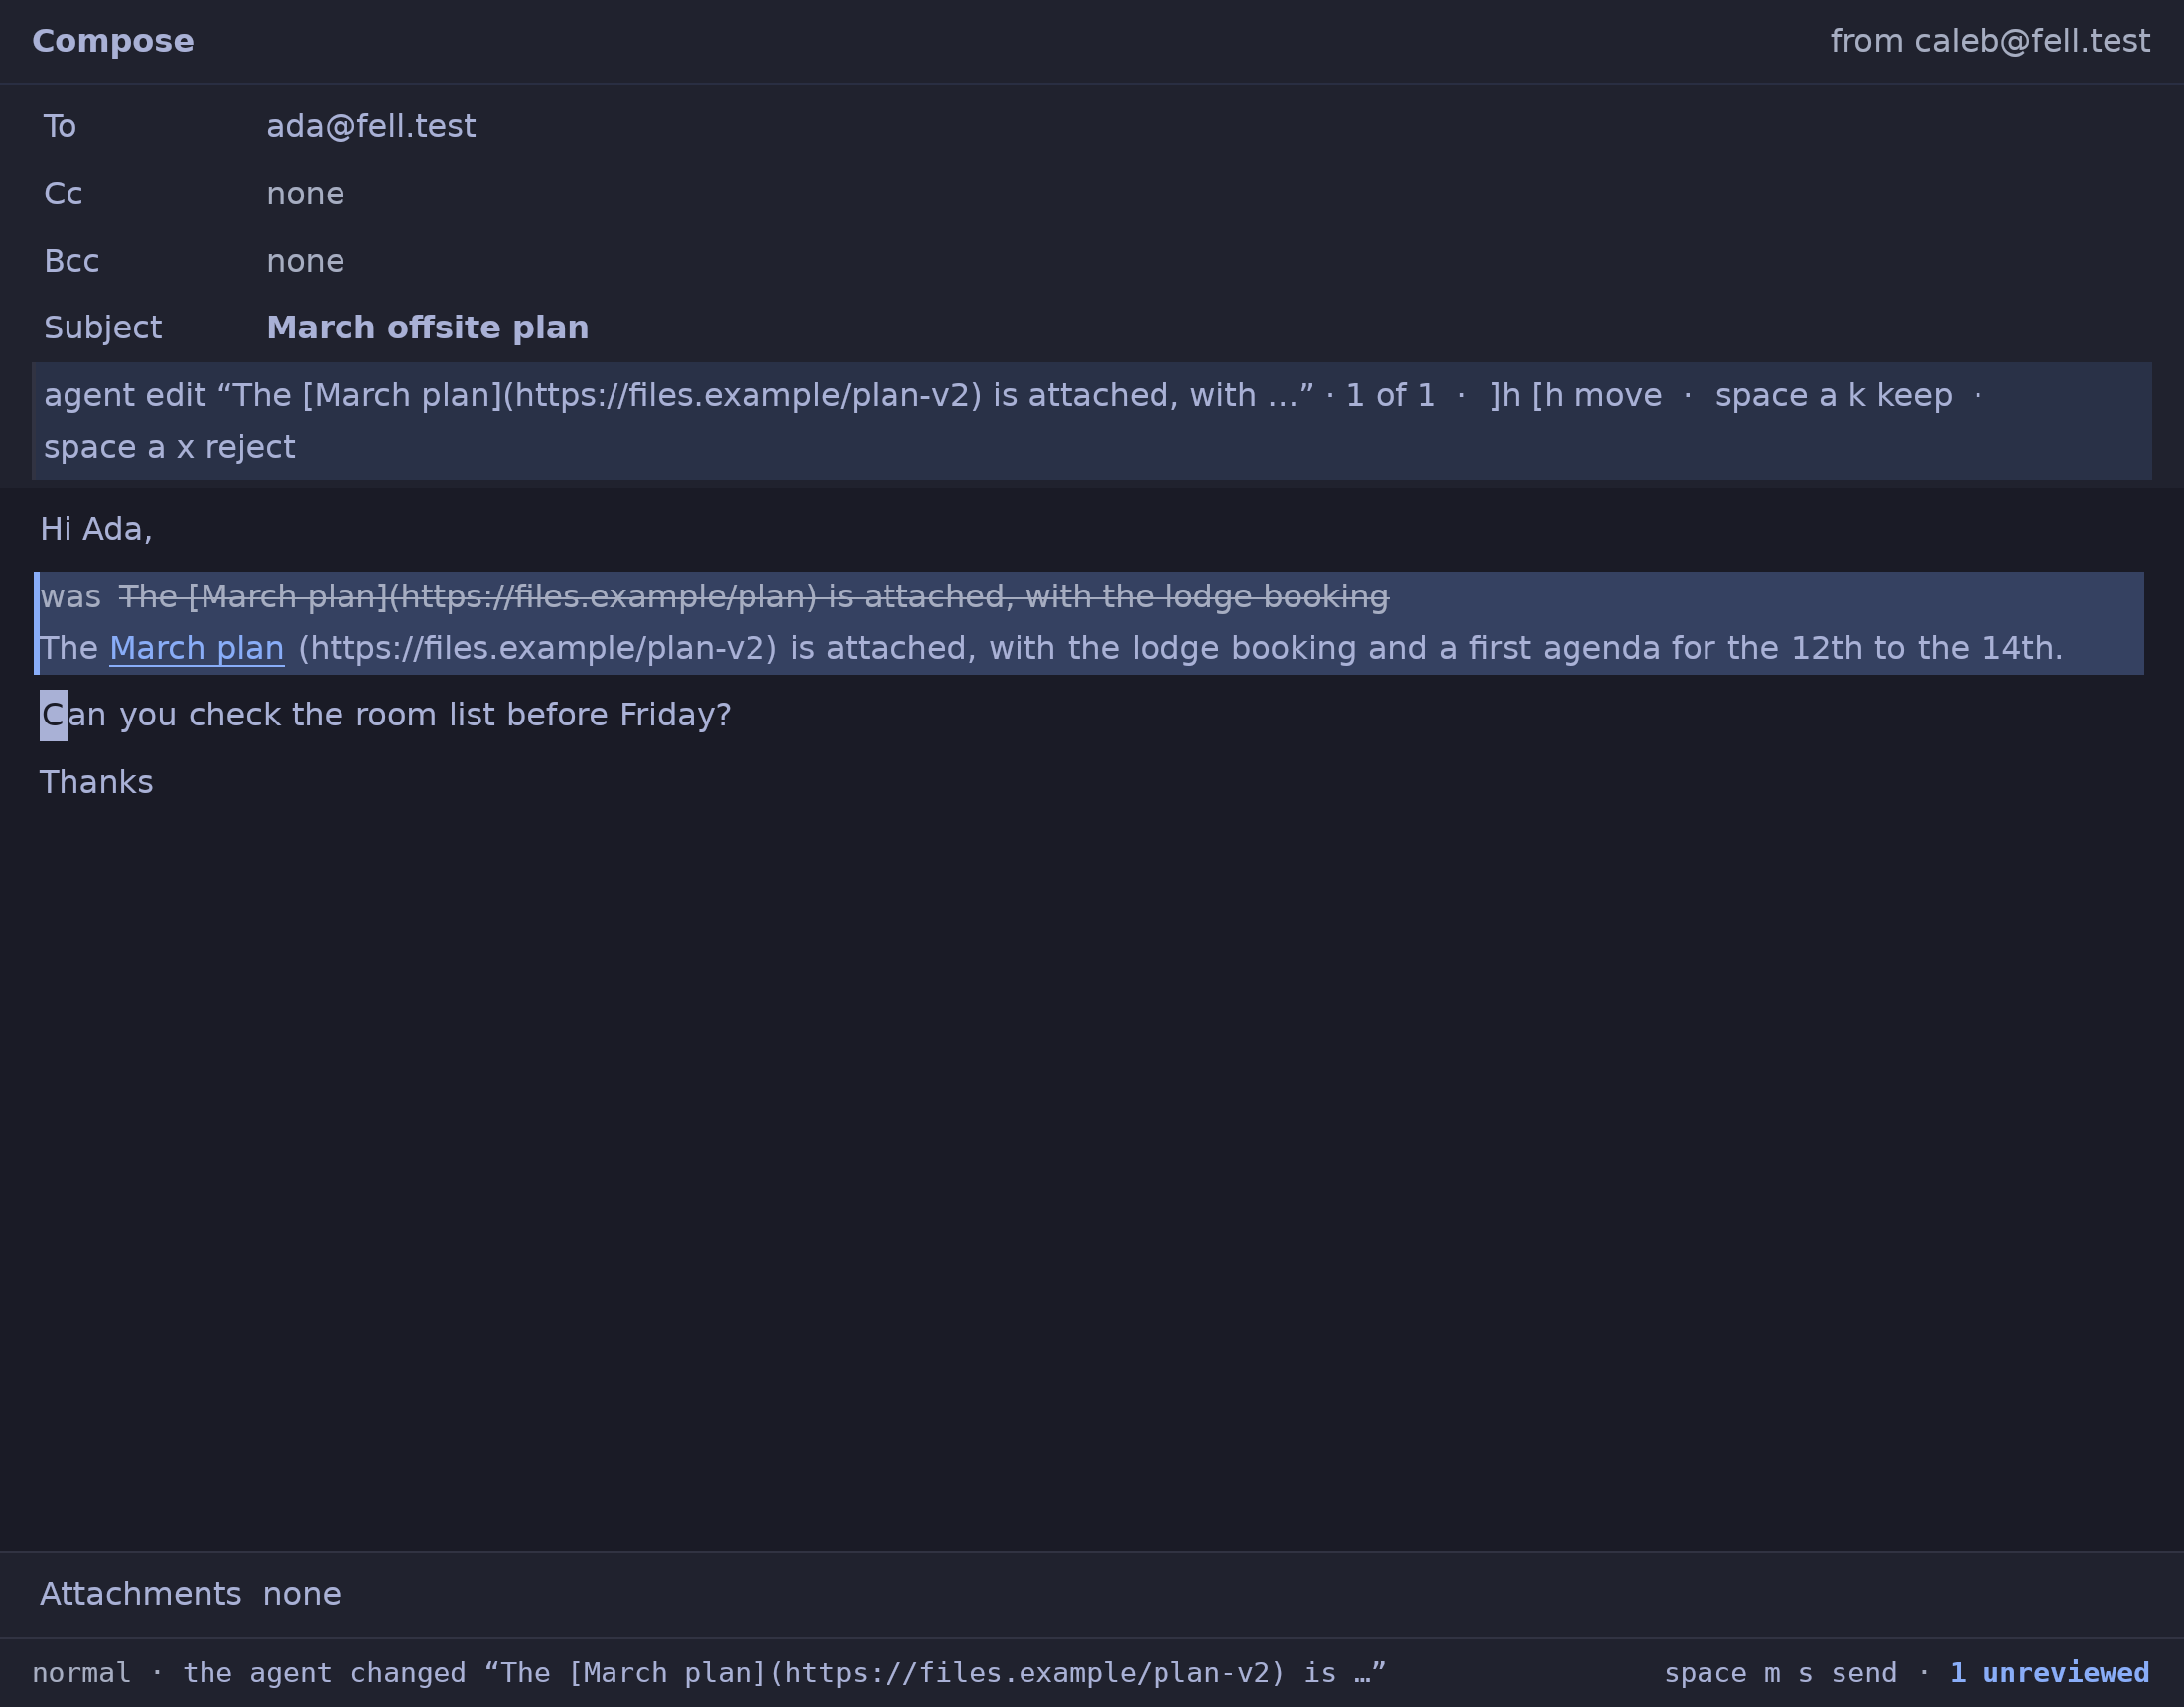 Compose
from caleb@fell.test
To ada@fell.test
Cc none
Bcc none
Subject March offsite plan
agent edit “The [March plan](https://files.example/plan-v2) is attached, with …” · 1 of 1 · ]h [h move · space a k keep ·
space a x reject
Hi Ada,
was The [March plan](https://files.example/plan) is attached, with the lodge booking
The March plan (https://files.example/plan-v2) is attached, with the lodge booking and a first agenda for the 12th to the 14th.
Can you check the room list before Friday?
Thanks
Attachments none
normal · the agent changed “The [March plan](https://files.example/plan-v2) is …”
space m s send · 1 unreviewed